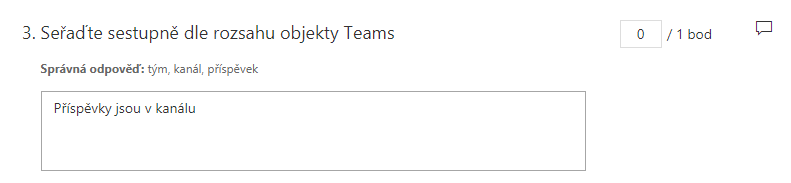 3. Seřaďte sestupně dle rozsahu objekty Teams
0 / 1 bod
Správná odpověď: tým, kanál, příspěvek
Příspěvky jsou v kanálu